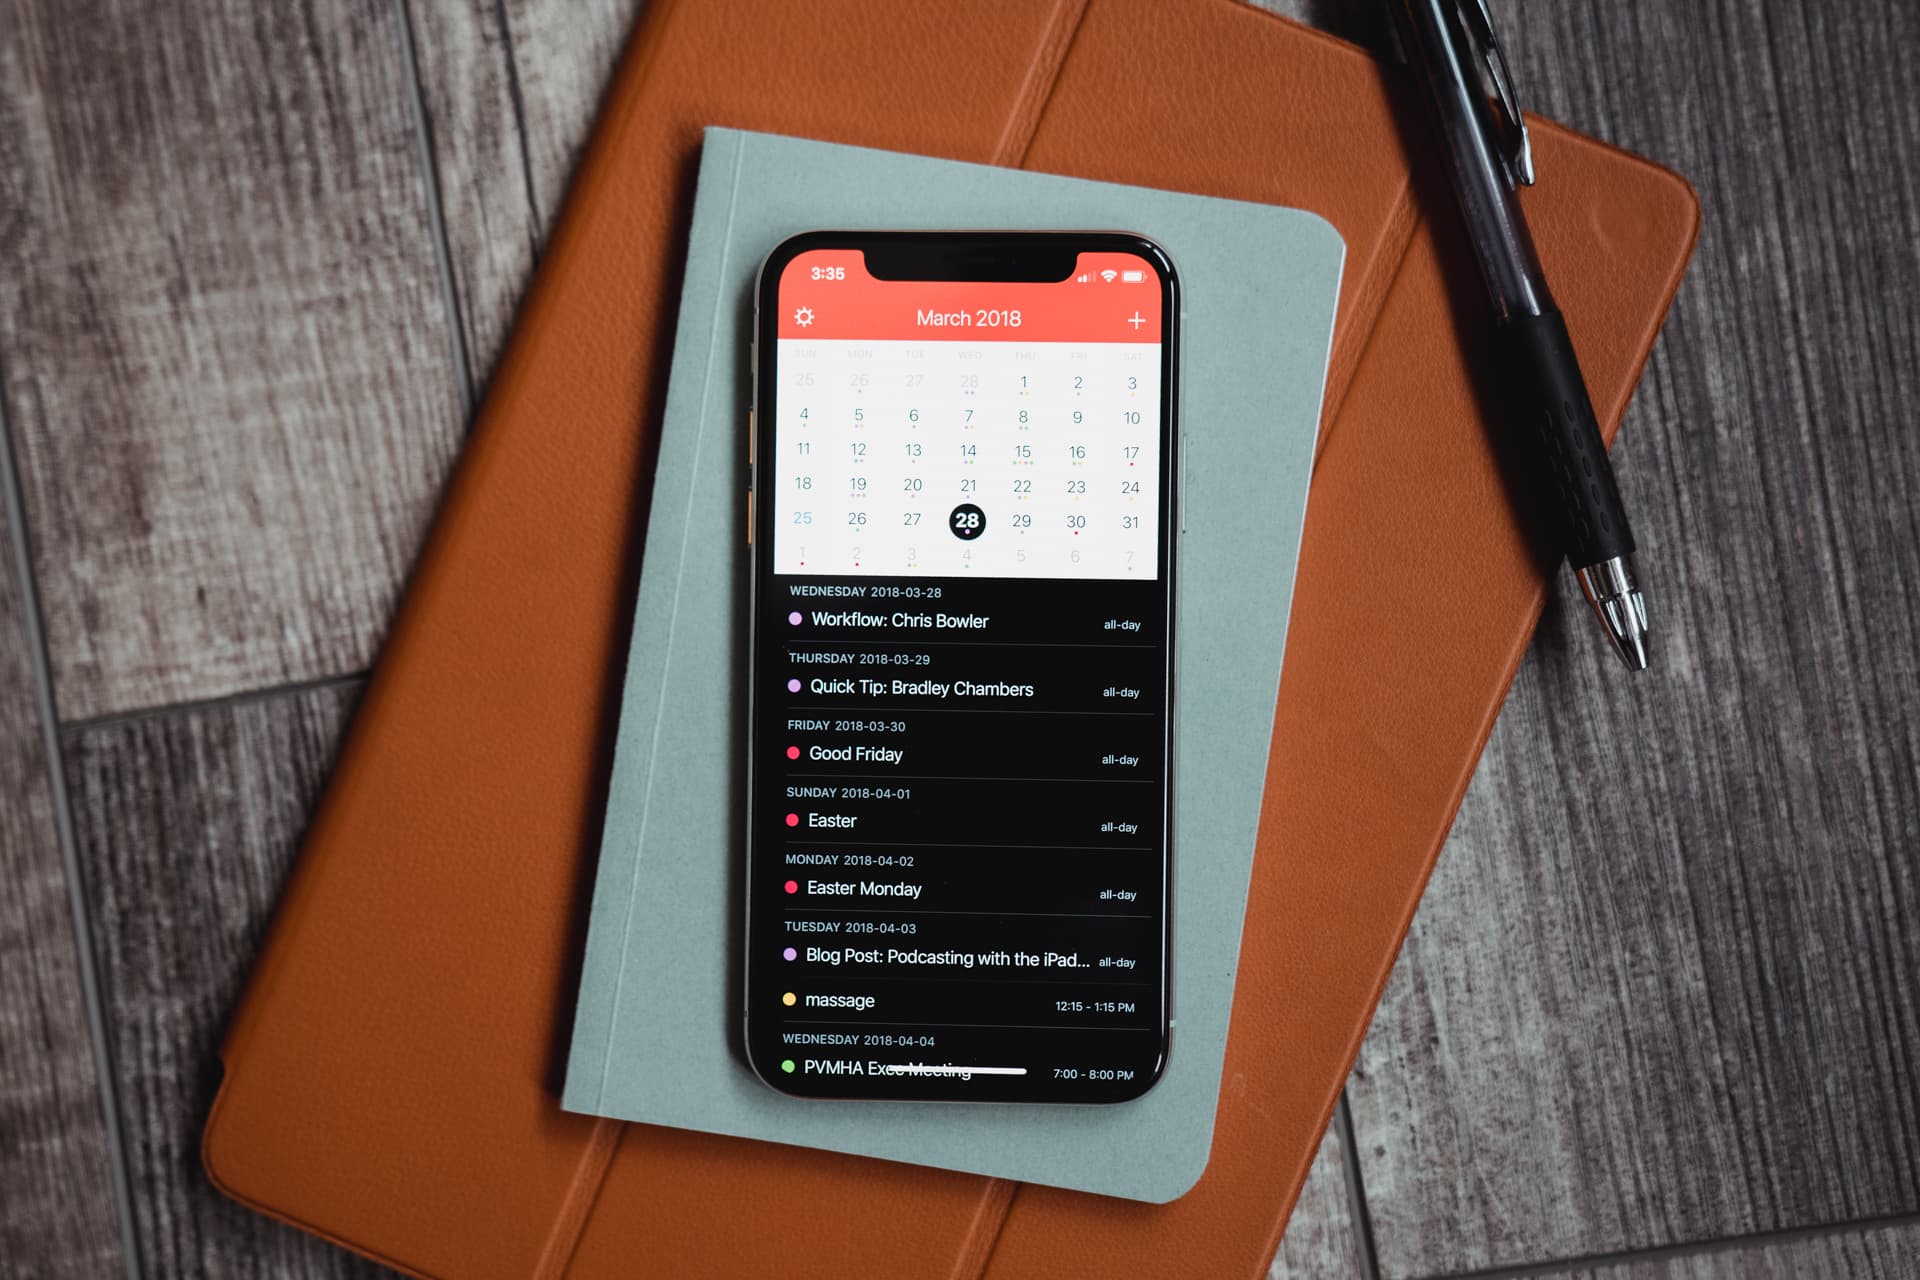 3:35
March 2018
SUN MON TUE WED THU FRI SAT
25 26 27 28 1 2 3
4 5 6 7 8 9 10
11 12 13 14 15 16 17
18 19 20 21 22 23 24
25 26 27 28 29 30 31
1 2 3 4 5 6 7
WEDNESDAY 2018-03-28
Workflow: Chris Bowler all-day
THURSDAY 2018-03-29
Quick Tip: Bradley Chambers all-day
FRIDAY 2018-03-30
Good Friday all-day
SUNDAY 2018-04-01
Easter all-day
MONDAY 2018-04-02
Easter Monday all-day
TUESDAY 2018-04-03
Blog Post: Podcasting with the iPad... all-day
massage 12:15 - 1:15 PM
WEDNESDAY 2018-04-04
PVMHA Exec Meeting 7:00 - 8:00 PM